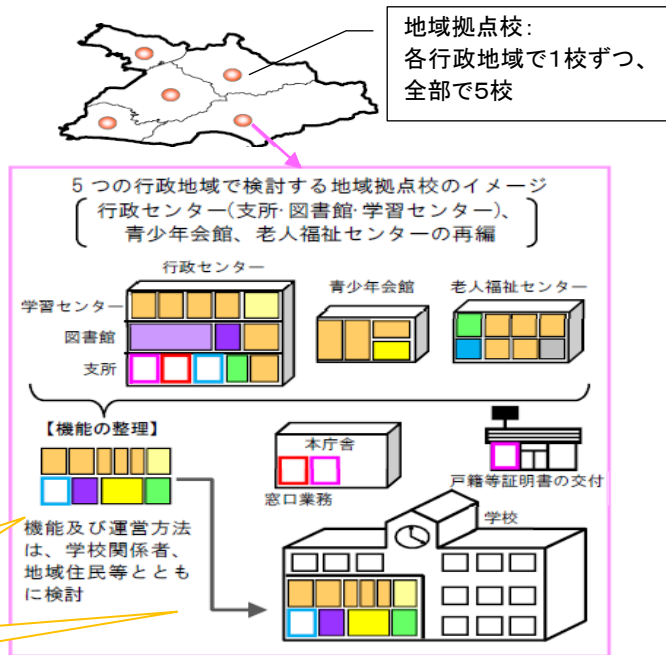 地域拠点校：
各行政地域で１校ずつ、
全部で５校
５つの行政地域で検討する地域拠点校のイメージ
行政センター(支所･図書館･学習センター)、
青少年会館、老人福祉センターの再編
行政センター
青少年会館
老人福祉センター
学習センター
図書館
支所
【機能の整理】
本庁舎
窓口業務
戸籍等証明書の交付
機能及び運営方法
は、学校関係者、
地域住民等ととも
に検討
学校